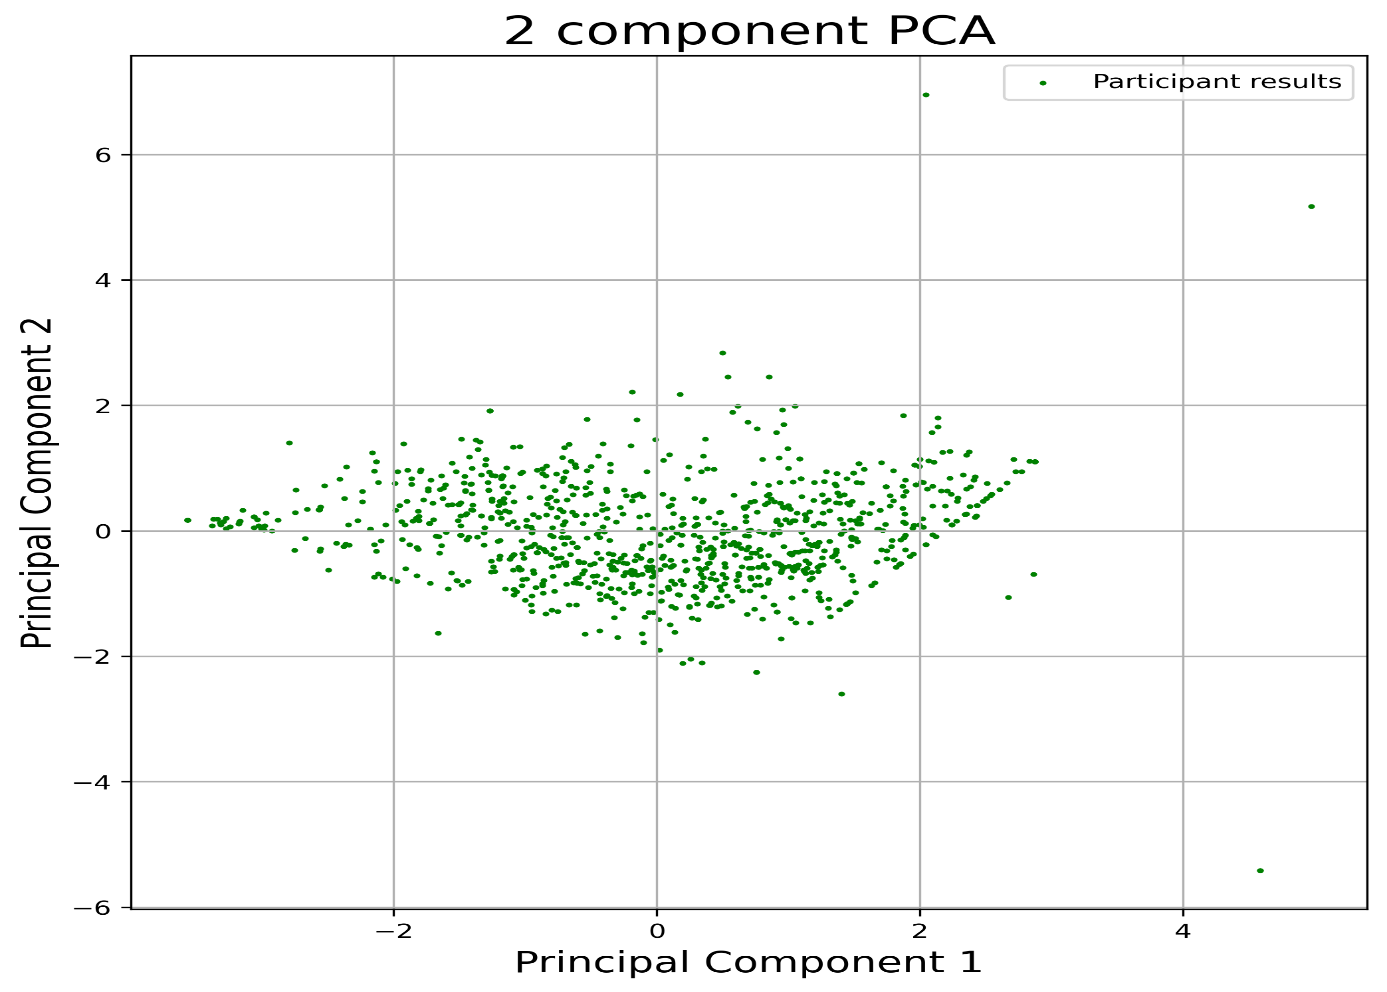 2 component PCA
Participant results
6
4
2
0
−2
−4
−6
Principal Component 2
−2
0
2
4
Principal Component 1